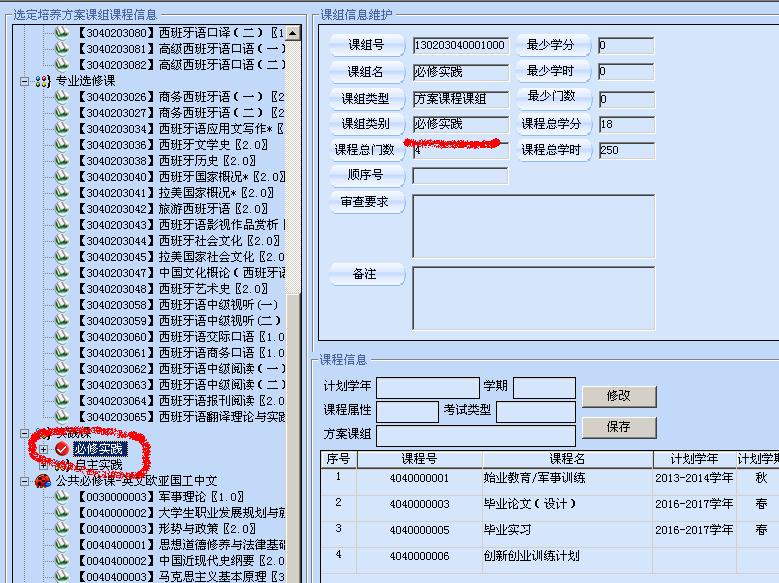 选定培养方案课组课程信息
【3040203080】西班牙语口译(二)〖1
【3040203081】高级西班牙语口语(一)
【3040203082】高级西班牙语口语(二)
专业选修课
【3040203026】商务西班牙语(一)〖2
【3040203027】商务西班牙语(二)〖2
【3040203034】西班牙语应用文写作*〖
【3040203036】西班牙文学史〖2.0〗
【3040203038】西班牙历史〖2.0〗
【3040203040】西班牙国家概况*〖2.0〗
【3040203041】拉美国家概况*〖2.0〗
【3040203042】旅游西班牙语〖2.0〗
【3040203043】西班牙语影视作品赏析〖
【3040203044】西班牙社会文化〖2.0〗
【3040203045】拉美国家社会文化〖2.0
【3040203047】中国文化概论(西班牙语
【3040203048】西班牙艺术史〖2.0〗
【3040203058】西班牙语中级视听(一)
【3040203059】西班牙语中级视听(二)
【3040203060】西班牙语交际口语〖1.0
【3040203061】西班牙语商务口语〖1.0
【3040203062】西班牙语中级阅读(一)
【3040203063】西班牙语中级阅读(二)
【3040203064】西班牙语报刊阅读〖2.0
【3040203065】西班牙语翻译理论与实践
实践课
必修实践
自主实践
公共必修课-英艾欧亚国工中文
【0030000003】军事理论〖1.0〗
【0040000002】大学生职业发展规划与就
【0040000003】形势与政策〖2.0〗
【0040400001】思想道德修养与法律基础
【0040400002】中国近现代史纲要〖2.0〗
【0040400003】马克思主义基本原理〖3
课组信息维护
课组号 130203040001000 最少学分 0
课组名 必修实践 最少学时 0
课组类型 方案课程课组 最少门数 0
课组类别 必修实践 课程总学分 18
课程总门数 4 课程总学时 250
顺序号
审查要求
备注
课程信息
计划学年 学期 修改
课程属性 考试类型
方案课组 保存
序号 课程号 课程名 计划学年 计划学期
1 4040000001 始业教育/军事训练 2013-2014学年 秋
2 4040000003 毕业论文(设计) 2016-2017学年 春
3 4040000005 毕业实习 2016-2017学年 春
4 4040000006 创新创业训练计划